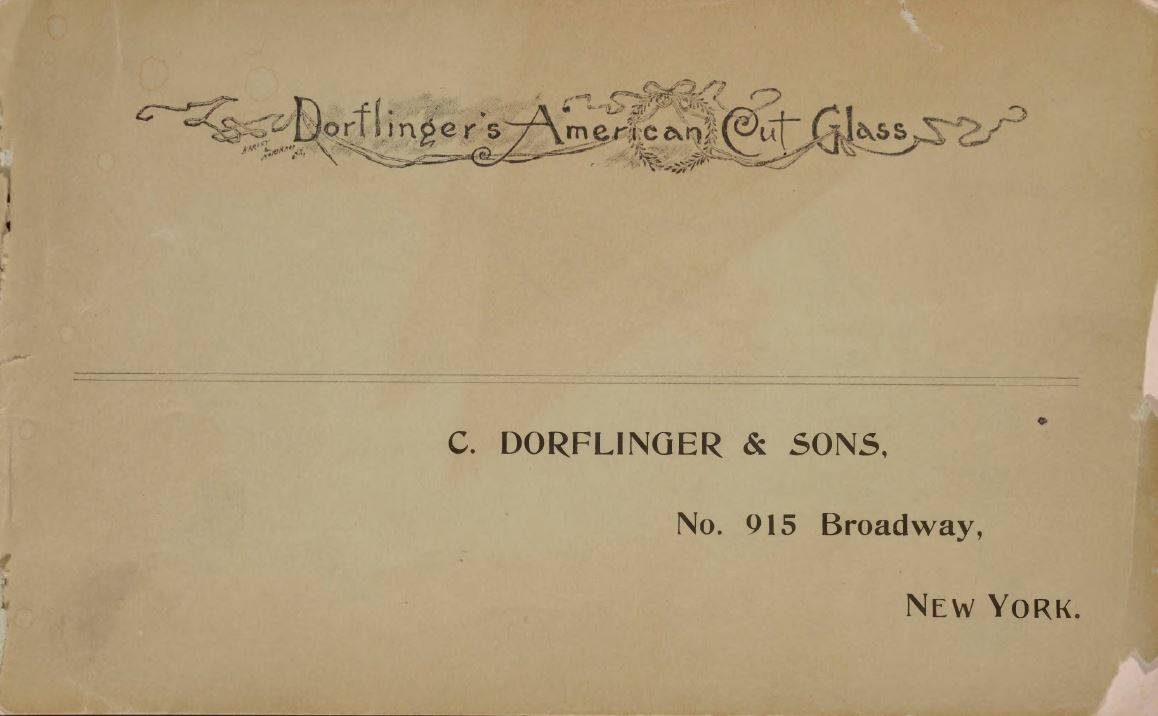 Dorflinger's American Cut Glass
C. DORFLINGER & SONS,
No. 915 Broadway,
NEW YORK.